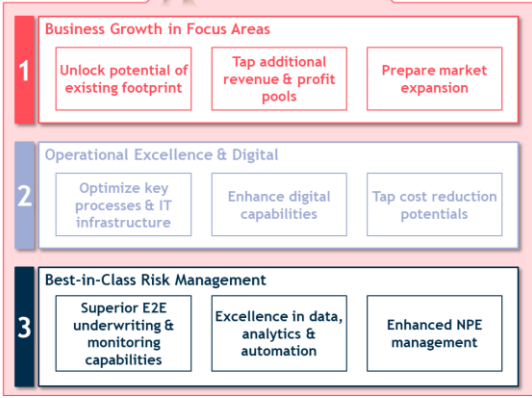 1
Business Growth in Focus Areas
Unlock potential of
existing footprint
Tap additional
revenue & profit
pools
Prepare market
expansion
2
Operational Excellence & Digital
Optimize key
processes & IT
infrastructure
Enhance digital
capabilities
Tap cost reduction
potentials
3
Best-in-Class Risk Management
Superior E2E
underwriting &
monitoring
capabilities
Excellence in data,
analytics &
automation
Enhanced NPE
management